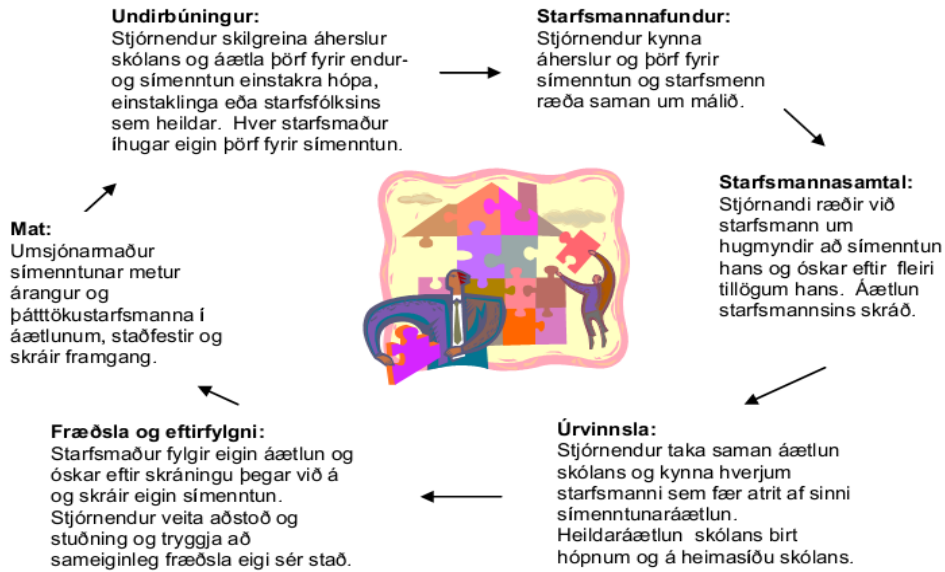 Undirbúningur:
Stjórnendur skilgreina áherslur
skólans og áætla þörf fyrir endur-
og símenntun einstakra hópa,
einstaklinga eða starfsfólksins
sem heildar. Hver starfsmaður
íhugar eigin þörf fyrir símenntun.
Starfsmannafundur:
Stjórnendur kynna
áherslur og þörf fyrir
símenntun og starfsmenn
ræða saman um málið.
Starfsmannasamtal:
Stjórnandi ræðir við
starfsmann um
hugmyndir að símenntun
hans og óskar eftir fleiri
tillögum hans. Áætlun
starfsmannsins skráð.
Úrvinnsla:
Stjórnendur taka saman áætlun
skólans og kynna hverjum
starfsmanni sem fær atrit af sinni
símenntunaráætlun.
Heildaráætlun skólans birt
hópnum og á heimasíðu skólans.
Fræðsla og eftirfylgni:
Starfsmaður fylgir eigin áætlun og
óskar eftir skráningu þegar við á
og skráir eigin símenntun.
Stjórnendur veita aðstoð og
stuðning og tryggja að
sameiginleg fræðsla eigi sér stað.
Mat:
Umsjónarmaður
símenntunar metur
árangur og
þátttökustarfsmanna í
áætlunum, staðfestir og
skráir framgang.